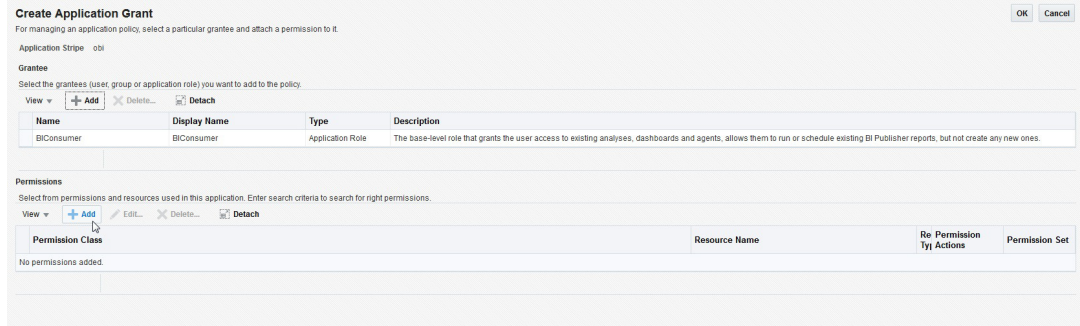 Create Application Grant
OK Cancel
For managing an application policy, select a particular grantee and attach a permission to it.
Application Stripe obi
Grantee
Select the grantees (user, group or application role) you want to add to the policy.
View Add Delete... Detach
Name Display Name Type Description
BIConsumer BIConsumer Application Role The base-level role that grants the user access to existing analyses, dashboards and agents, allows them to run or schedule existing BI Publisher reports, but not create any new ones.
Permissions
Select from permissions and resources used in this application. Enter search criteria to search for right permissions.
View Add Edit... Delete... Detach
Permission Class Resource Name Re Permission Permission Set
Tyj Actions
No permissions added.